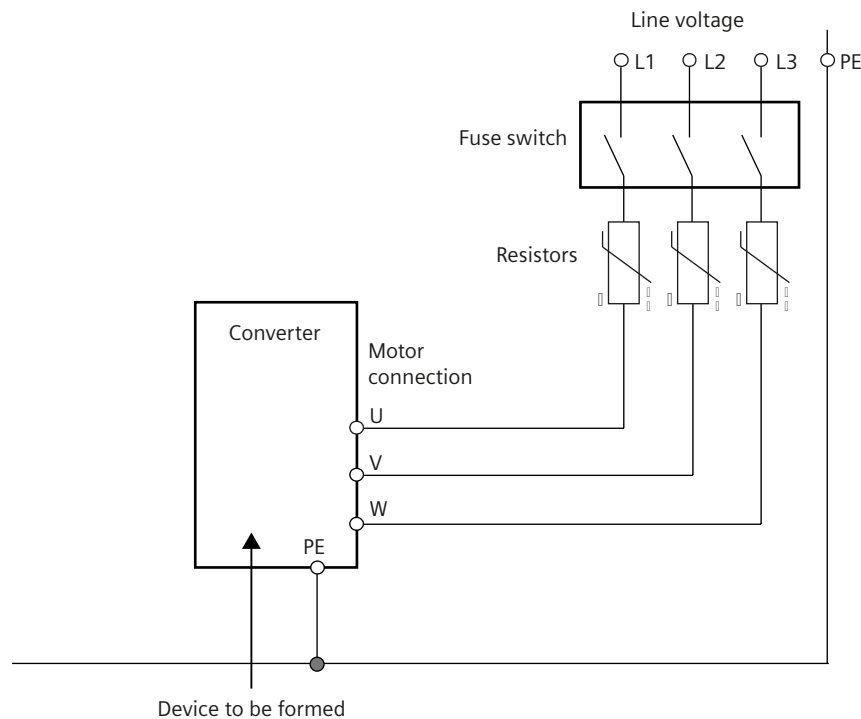 Line voltage
L1
L2
L3
PE
Fuse switch
Resistors
Converter
Motor
connection
U
V
W
PE
Device to be formed